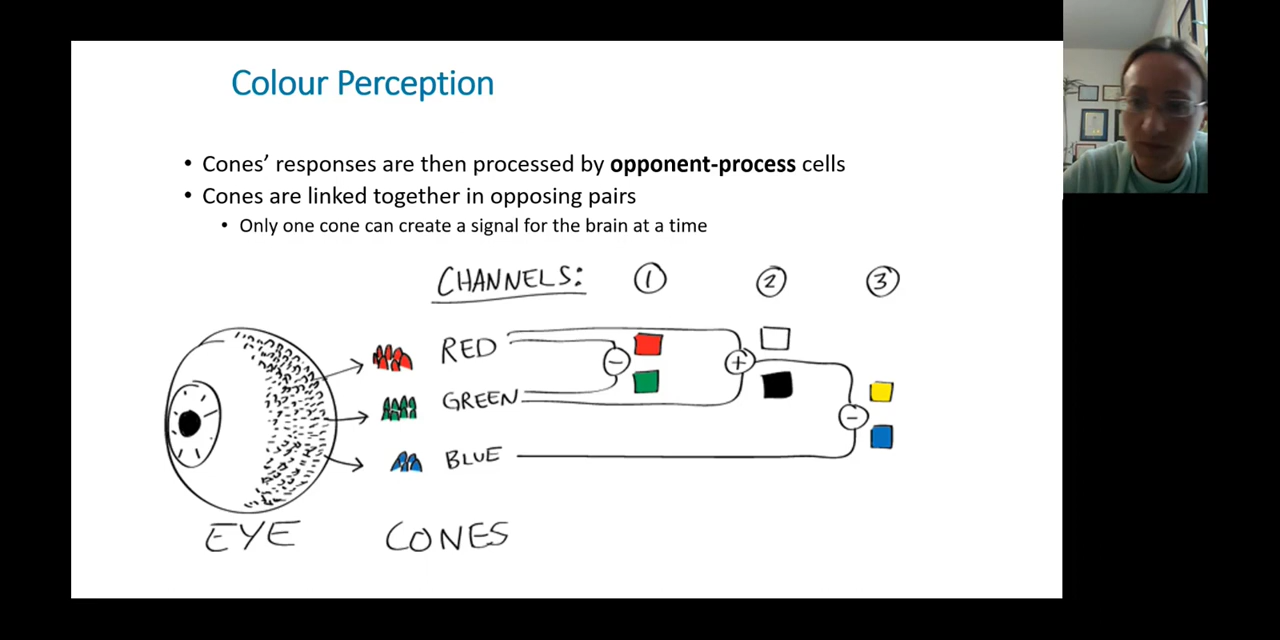 Colour Perception
• Cones’ responses are then processed by opponent-process cells
• Cones are linked together in opposing pairs
• Only one cone can create a signal for the brain at a time
CHANNELS: 1 2 3
RED
GREEN
BLUE
EYE CONES